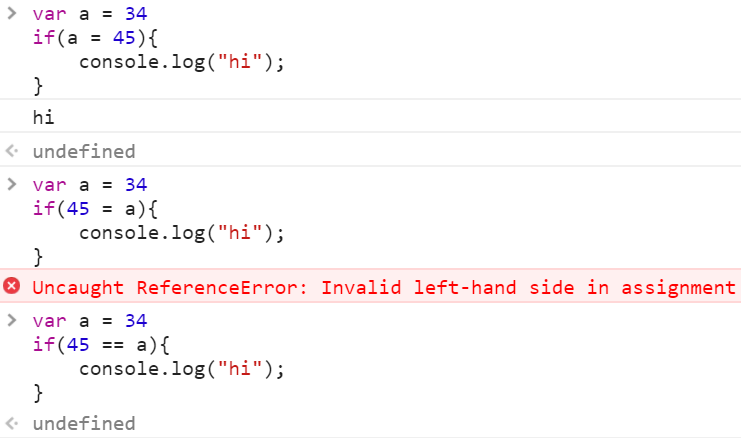 > var a = 34
if(a = 45){
    console.log("hi");
}
hi
undefined
> var a = 34
if(45 = a){
    console.log("hi");
}
Uncaught ReferenceError: Invalid left-hand side in assignment
> var a = 34
if(45 == a){
    console.log("hi");
}
undefined